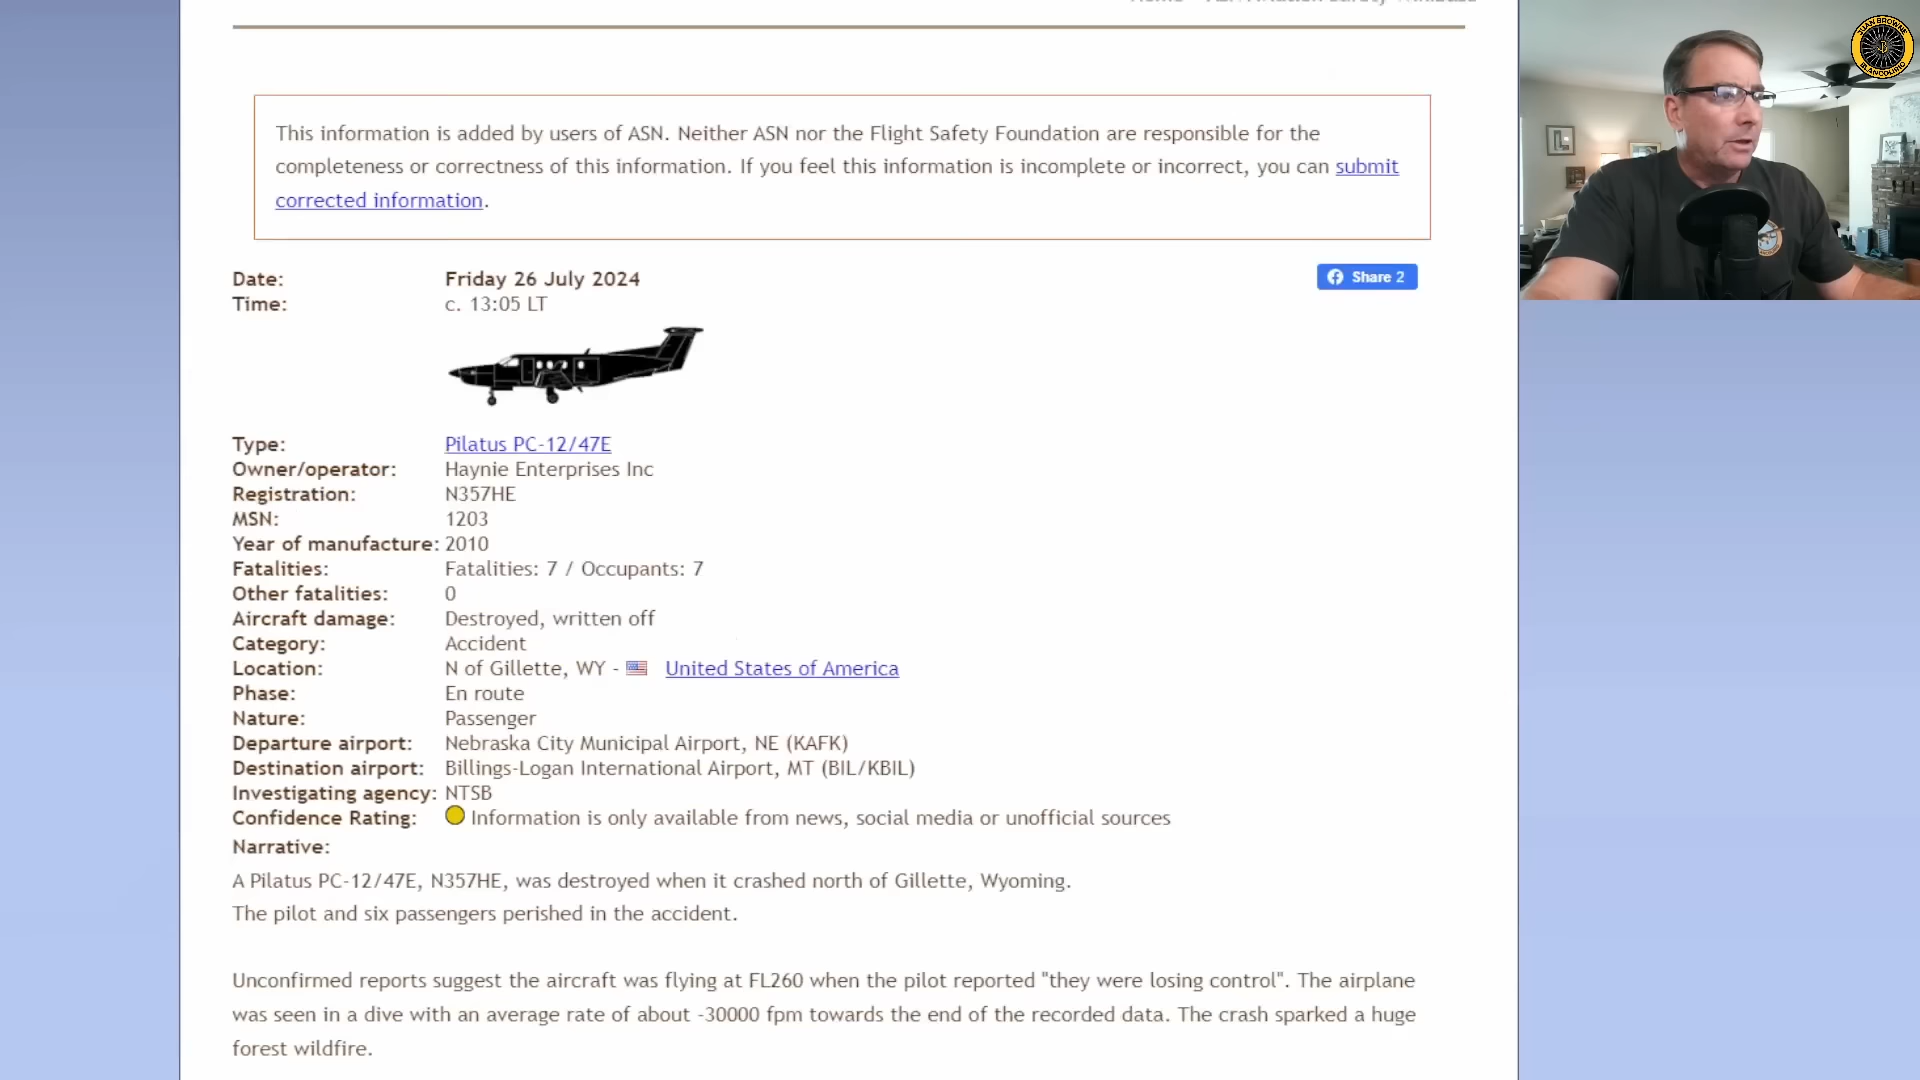 This information is added by users of ASN. Neither ASN nor the Flight Safety Foundation are responsible for the
completeness or correctness of this information. If you feel this information is incomplete or incorrect, you can submit
corrected information.
Date: Friday 26 July 2024
Share 2
Time: c. 13:05 LT
Type: Pilatus PC-12/47E
Owner/operator: Haynie Enterprises Inc
Registration: N357HE
MSN: 1203
Year of manufacture: 2010
Fatalities: Fatalities: 7 / Occupants: 7
Other fatalities: 0
Aircraft damage: Destroyed, written off
Category: Accident
Location: N of Gillette, WY - United States of America
Phase: En route
Nature: Passenger
Departure airport: Nebraska City Municipal Airport, NE (KAFK)
Destination airport: Billings-Logan International Airport, MT (BIL/KBIL)
Investigating agency: NTSB
Confidence Rating: Information is only available from news, social media or unofficial sources
Narrative:
A Pilatus PC-12/47E, N357HE, was destroyed when it crashed north of Gillette, Wyoming.
The pilot and six passengers perished in the accident.
Unconfirmed reports suggest the aircraft was flying at FL260 when the pilot reported "they were losing control". The airplane
was seen in a dive with an average rate of about -30000 fpm towards the end of the recorded data. The crash sparked a huge
forest wildfire.
JUAN BROWNE
BLANCOLIRIO